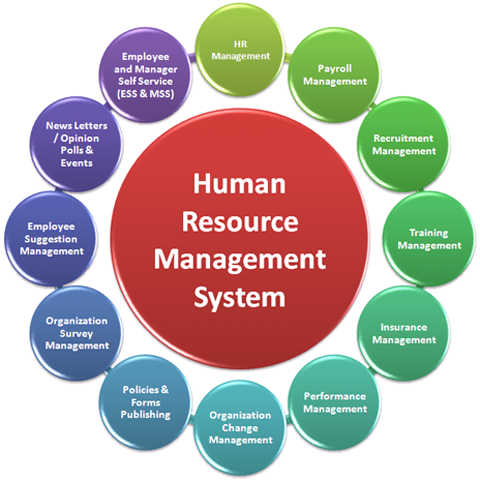 Human
Resource
Management
System
HR
Management
Payroll
Management
Recruitment
Management
Training
Management
Insurance
Management
Performance
Management
Organization
Change
Management
Policies &
Forms
Publishing
Organization
Survey
Management
Employee
Suggestion
Management
News Letters
/ Opinion
Polls &
Events
Employee
and Manager
Self Service
(ESS & MSS)